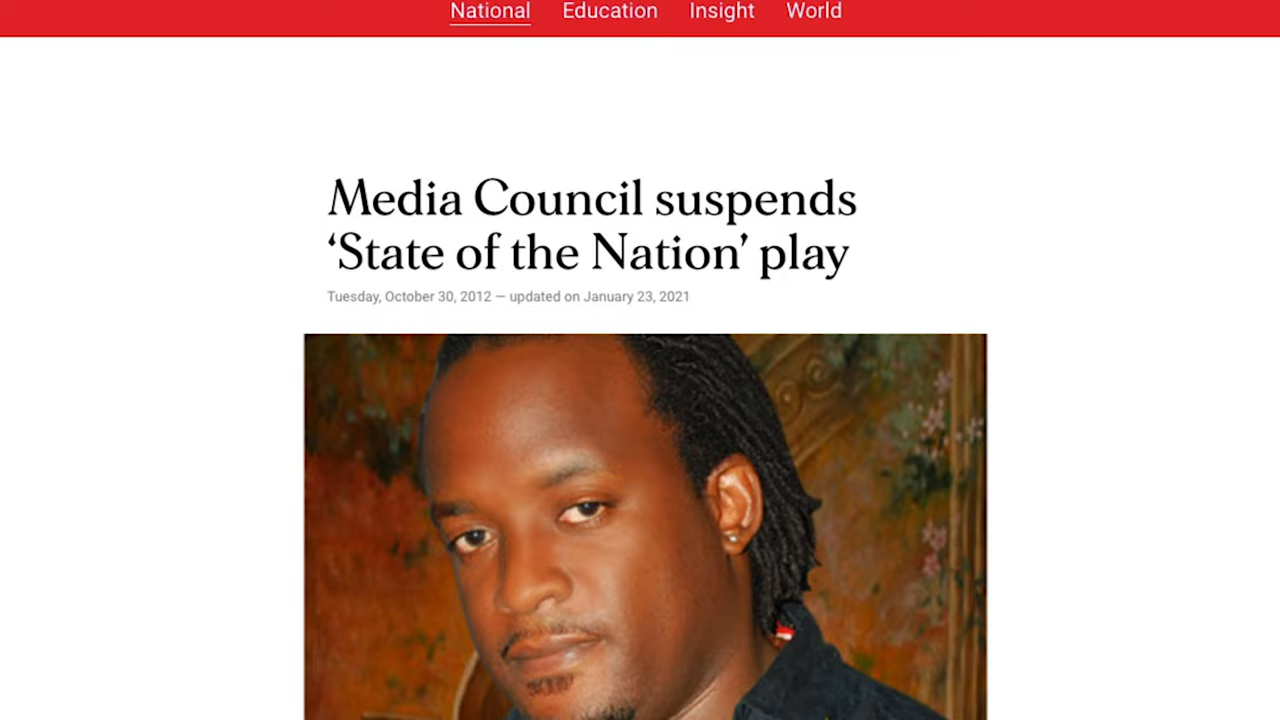 National Education Insight World
Media Council suspends
‘State of the Nation’ play
Tuesday, October 30, 2012 — updated on January 23, 2021